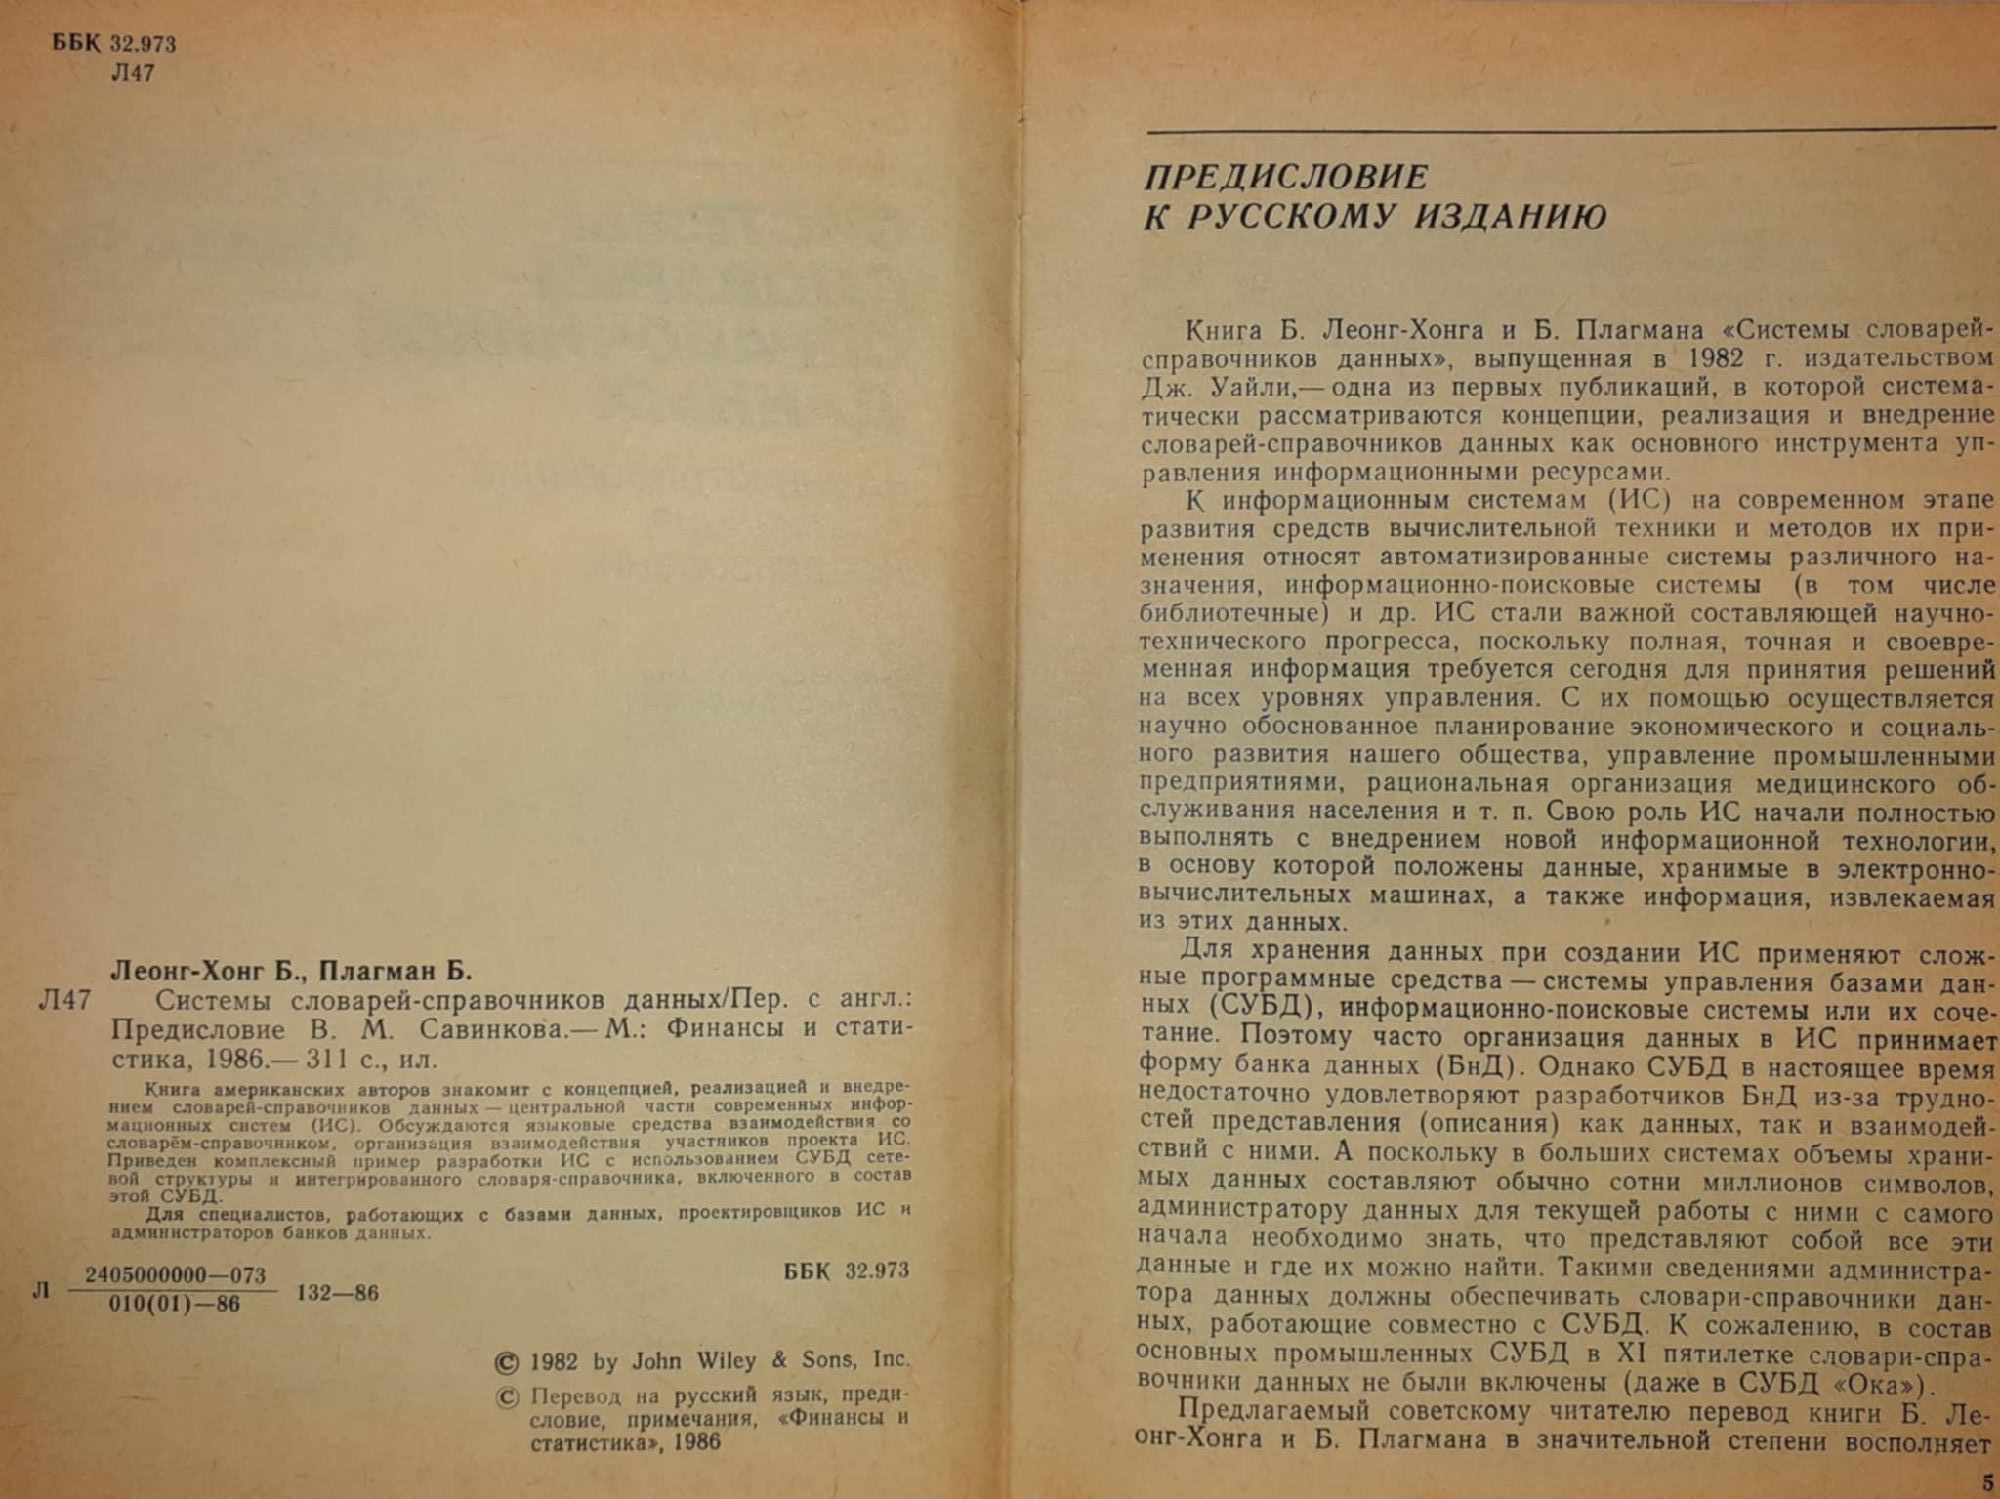 ББК 32.973
Л47
Леонг-Хонг Б., Плагман Б.
Л47 Системы словарей-справочников данных/Пер. с англ.:
Предисловие В. М. Савинкова.— М.: Финансы и стати-
стика, 1986.— 311 с., ил.
Книга американских авторов знакомит с концепцией, реализацией и внедре-
нием словарей-справочников данных — центральной части современных инфор-
мационных систем (ИС). Обсуждаются языковые средства взаимодействия со
словарём-справочником, организация взаимодействия участников проекта ИС.
Приведен комплексный пример разработки ИС с использованием СУБД сете-
вой структуры и интегрированного словаря-справочника, включенного в состав
этой СУБД.
Для специалистов, работающих с базами данных, проектировщиков ИС и
администраторов банков данных.
Л 2405000000—073
010(01)—86 132—86
ББК 32.973
© 1982 by John Wiley & Sons, Inc.
© Перевод на русский язык, преди-
словие, примечания, «Финансы и
статистика», 1986
ПРЕДИСЛОВИЕ
К РУССКОМУ ИЗДАНИЮ
Книга Б. Леонг-Хонга и Б. Плагмана «Системы словарей-
справочников данных», выпущенная в 1982 г. издательством
Дж. Уайли,— одна из первых публикаций, в которой система-
тически рассматриваются концепции, реализация и внедрение
словарей-справочников данных как основного инструмента уп-
равления информационными ресурсами.
К информационным системам (ИС) на современном этапе
развития средств вычислительной техники и методов их при-
менения относят автоматизированные системы различного на-
значения, информационно-поисковые системы (в том числе
библиотечные) и др. ИС стали важной составляющей научно-
технического прогресса, поскольку полная, точная и своевре-
менная информация требуется сегодня для принятия решений
на всех уровнях управления. С их помощью осуществляется
научно обоснованное планирование экономического и социаль-
ного развития нашего общества, управление промышленными
предприятиями, рациональная организация медицинского об-
служивания населения и т. п. Свою роль ИС начали полностью
выполнять с внедрением новой информационной технологии,
в основу которой положены данные, хранимые в электронно-
вычислительных машинах, а также информация, извлекаемая
из этих данных.
Для хранения данных при создании ИС применяют слож-
ные программные средства — системы управления базами дан-
ных (СУБД), информационно-поисковые системы или их соче-
тание. Поэтому часто организация данных в ИС принимает
форму банка данных (БнД). Однако СУБД в настоящее время
недостаточно удовлетворяют разработчиков БнД из-за трудно-
стей представления (описания) как данных, так и взаимодей-
ствий с ними. А поскольку в больших системах объемы храни-
мых данных составляют обычно сотни миллионов символов,
администратору данных для текущей работы с ними с самого
начала необходимо знать, что представляют собой все эти
данные и где их можно найти. Такими сведениями администра-
тора данных должны обеспечивать словари-справочники дан-
ных, работающие совместно с СУБД. К сожалению, в состав
основных промышленных СУБД в XI пятилетке словари-спра-
вочники данных не были включены (даже в СУБД «Ока»).
Предлагаемый советскому читателю перевод книги Б. Ле-
онг-Хонга и Б. Плагмана в значительной степени восполняет
5